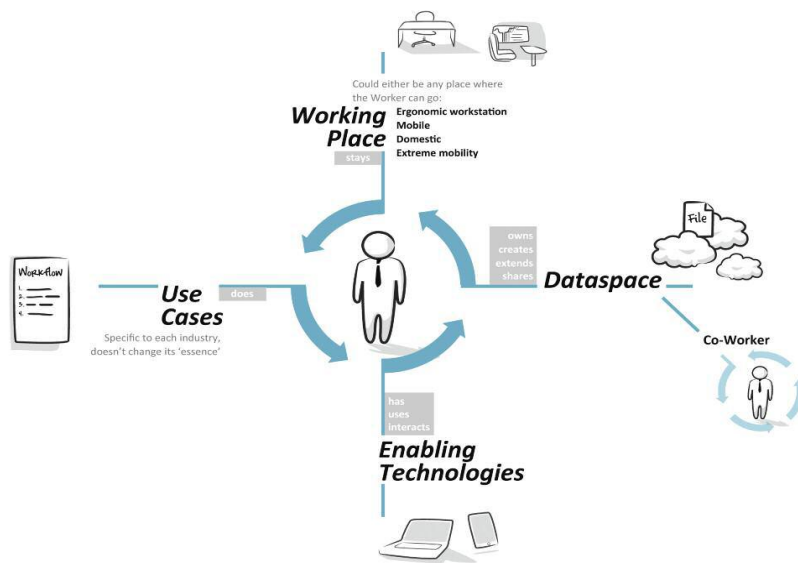 Could either be any place where
the Worker can go:
Working
Place
Ergonomic workstation
Mobile
Domestic
Extreme mobility
stays
owns
creates
extends
shares
File
Dataspace
Workflow
1.
2.
3.
4.
Use
Cases
does
Specific to each industry,
doesn't change its 'essence'
Co-Worker
has
uses
interacts
Enabling
Technologies